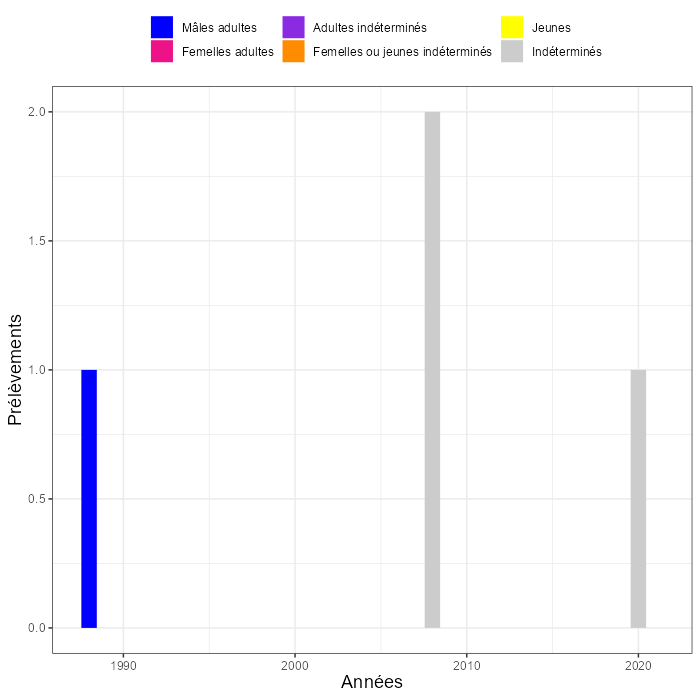 Mâles adultes
Adultes indéterminés
Jeunes
Femelles adultes
Femelles ou jeunes indéterminés
Indéterminés
Prélèvements
2.0
1.5
1.0
0.5
0.0
1990
2000
2010
2020
Années